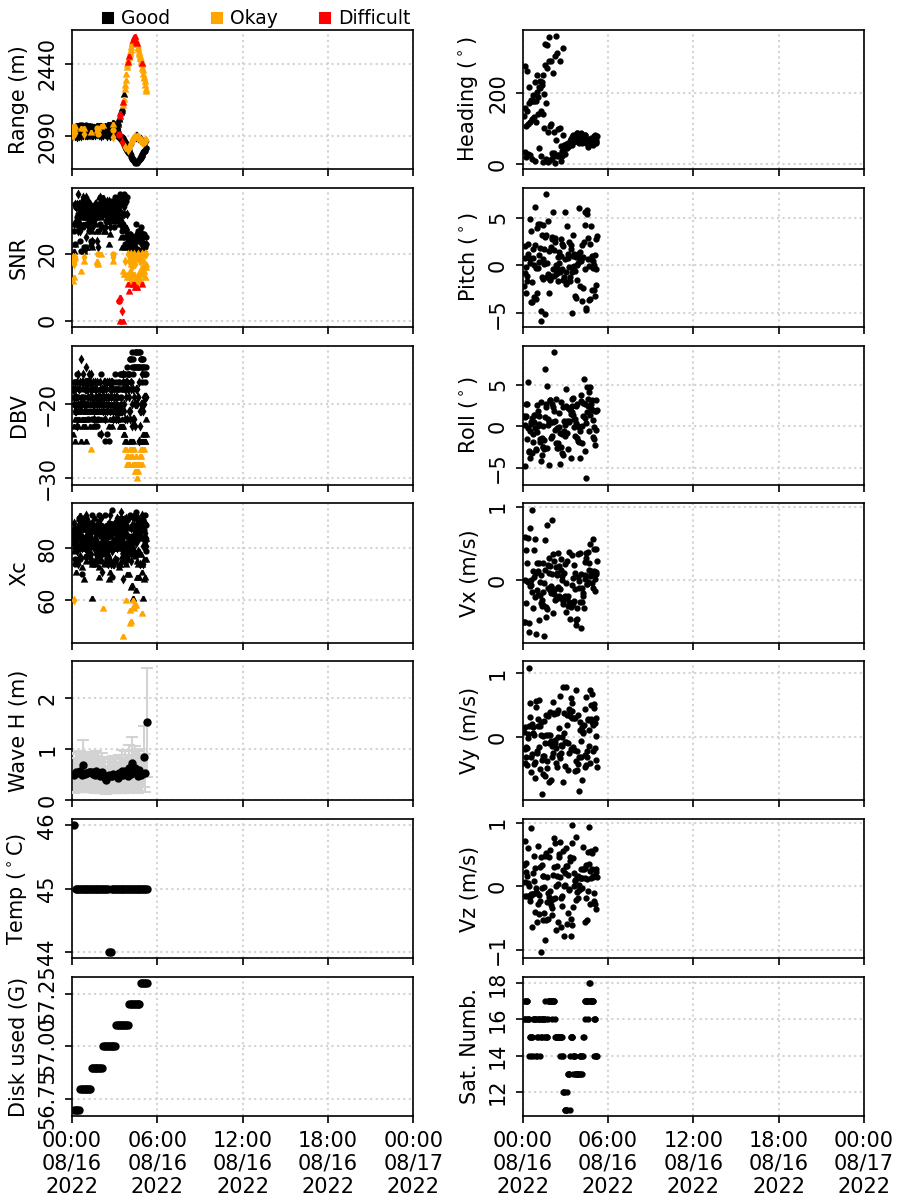 Good Okay Difficult
Range (m)
2440
2090
Heading (°)
200
0
SNR
20
0
Pitch (°)
5
0
−5
DBV
−20
−30
Roll (°)
5
0
−5
Xc
80
60
Vx (m/s)
1
0
Wave H (m)
2
1
0
Vy (m/s)
1
0
Temp (°C)
46
45
44
Vz (m/s)
1
0
−1
Disk used (G)
57.25
57.00
56.75
Sat. Numb.
18
16
14
12
00:00 06:00 12:00 18:00 00:00
08/16 08/16 08/16 08/16 08/17
2022 2022 2022 2022 2022
00:00 06:00 12:00 18:00 00:00
08/16 08/16 08/16 08/16 08/17
2022 2022 2022 2022 2022